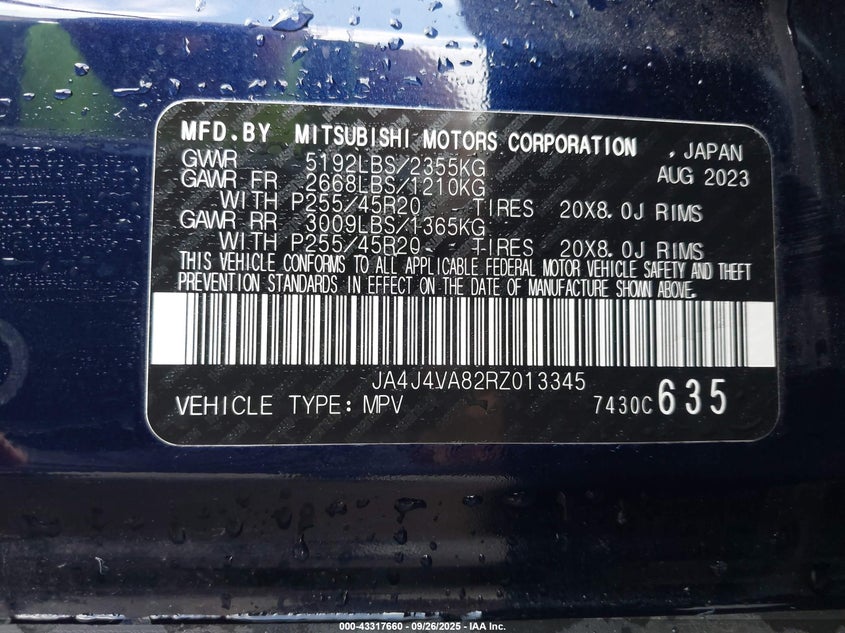 MFD.BY MITSUBISHI MOTORS CORPORATION , JAPAN
GVWR 5192LBS/2355KG AUG 2023
GAWR FR 2668LBS/1210KG
WITH P255/45R20 - TIRES 20X8.0J RIMS
GAWR RR 3009LBS/1365KG
WITH P255/45R20 - TIRES 20X8.0J RIMS
THIS VEHICLE CONFORMS TO ALL APPLICABLE FEDERAL MOTOR VEHICLE SAFETY AND THEFT
PREVENTION STANDARDS IN EFFECT ON THE DATE OF MANUFACTURE SHOWN ABOVE.
JA4J4VA82RZ013345
VEHICLE TYPE: MPV 7430C 635
000-43317660 - 09/26/2025 - IAA Inc.